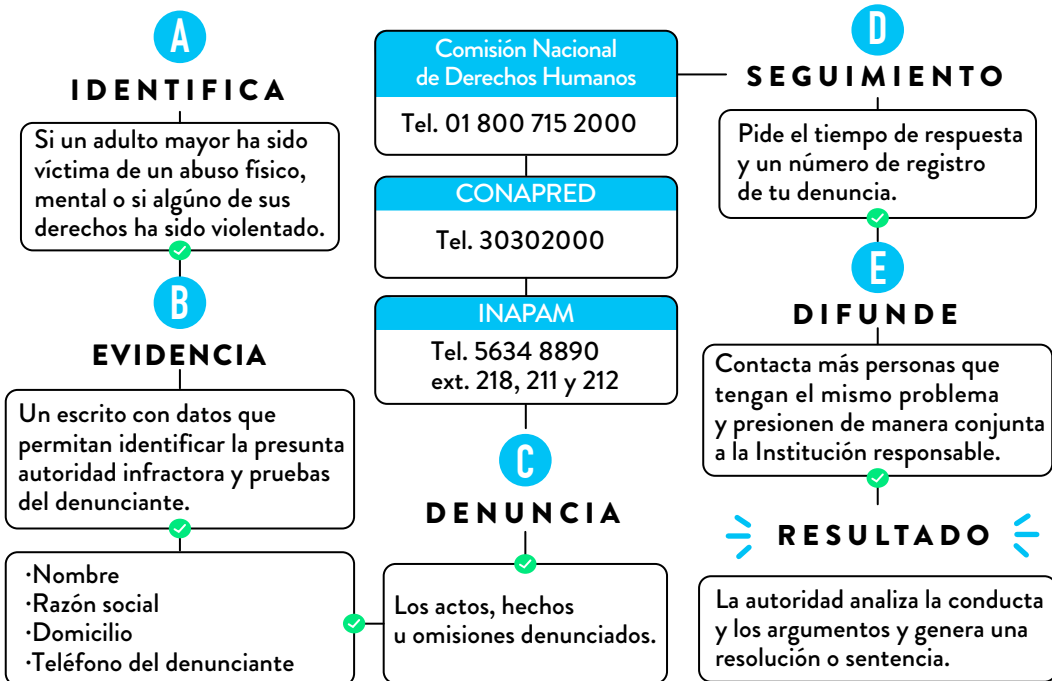 A
IDENTIFICA
Si un adulto mayor ha sido
víctima de un abuso físico,
mental o si algúno de sus
derechos ha sido violentado.
B
EVIDENCIA
Un escrito con datos que
permitan identificar la presunta
autoridad infractora y pruebas
del denunciante.
·Nombre
·Razón social
·Domicilio
·Teléfono del denunciante
C
DENUNCIA
Los actos, hechos
u omisiones denunciados.
Comisión Nacional
de Derechos Humanos
Tel. 01 800 715 2000
CONAPRED
Tel. 30302000
INAPAM
Tel. 5634 8890
ext. 218, 211 y 212
D
SEGUIMIENTO
Pide el tiempo de respuesta
y un número de registro
de tu denuncia.
E
DIFUNDE
Contacta más personas que
tengan el mismo problema
y presionen de manera conjunta
a la Institución responsable.
RESULTADO
La autoridad analiza la conducta
y los argumentos y genera una
resolución o sentencia.